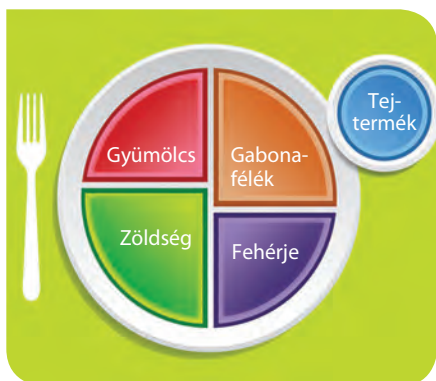 Gyümölcs
Gabona-
félék
Tej-
termék
Zöldség
Fehérje